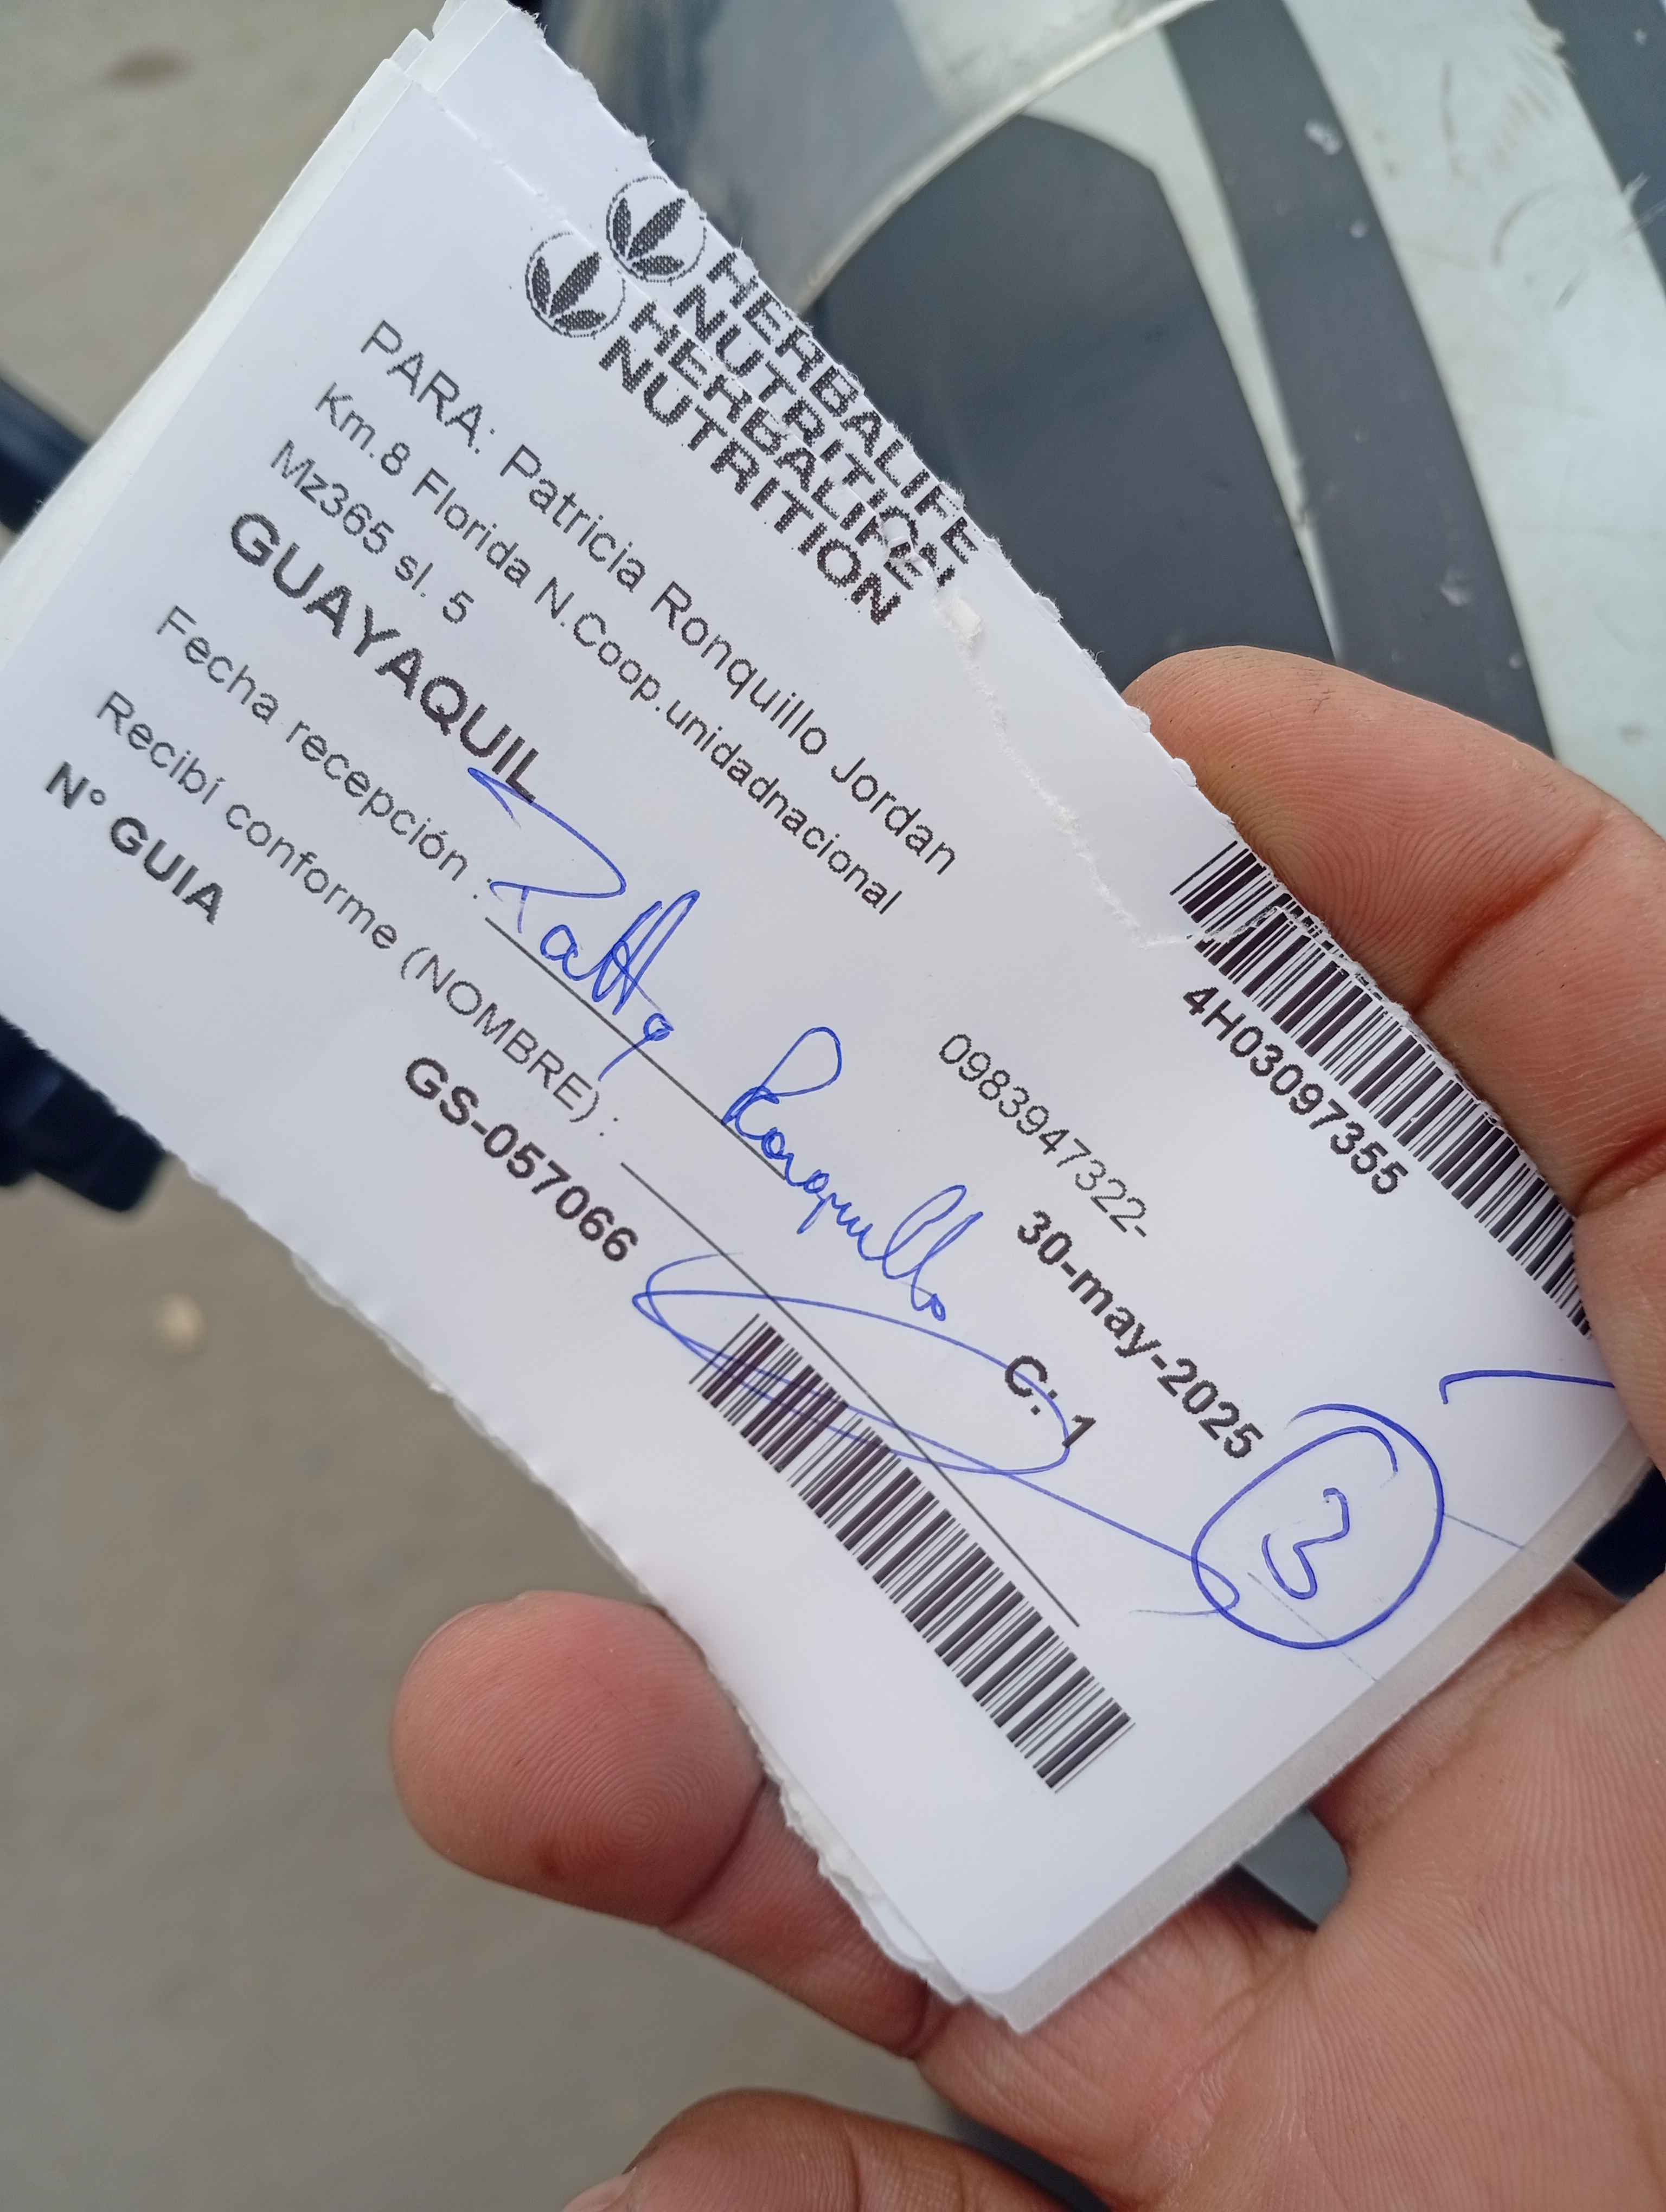 HERBALIFE
NUTRITION
HERBALIFE
NUTRITION
4H03097355
PARA: Patricia Ronquillo Jordan
Km.8 Florida N.Coop.unidadnacional
Mz365 sl. 5
0983947322-
GUAYAQUIL
30-may-2025
Fecha recepción : Patty Ronquillo
C: 1
3
Recibí conforme (NOMBRE) :
N° GUIA GS-057066